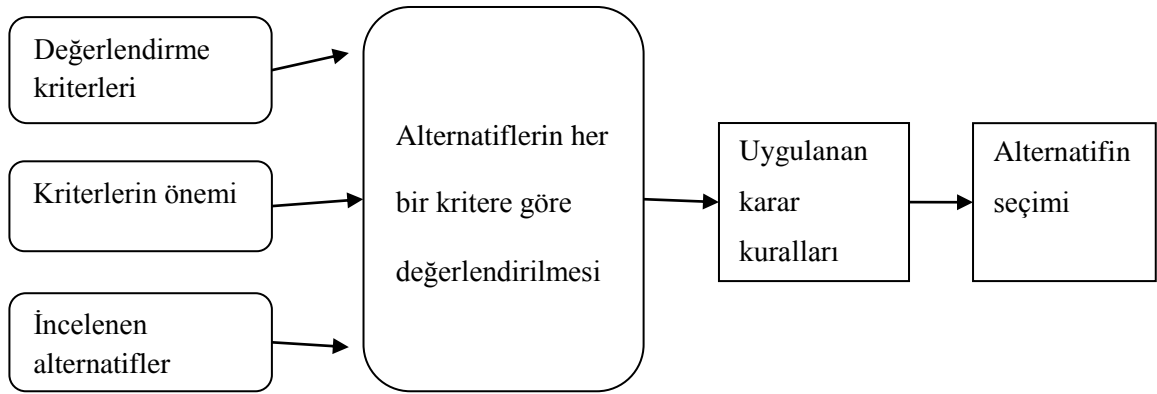 Değerlendirme
kriterleri
Kriterlerin önemi
İncelenen
alternatifler
Alternatiflerin her
bir kritere göre
değerlendirilmesi
Uygulanan
karar
kuralları
Alternatifin
seçimi